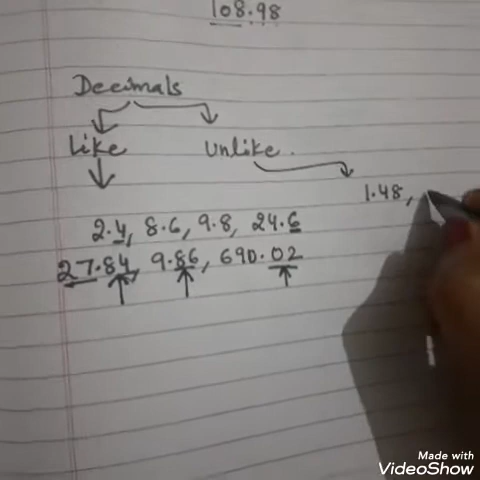 108.98
Decimals
Like Unlike.
1.48,
2.4, 8.6, 9.8, 24.6
27.84, 9.86, 690.02
Made with
VideoShow